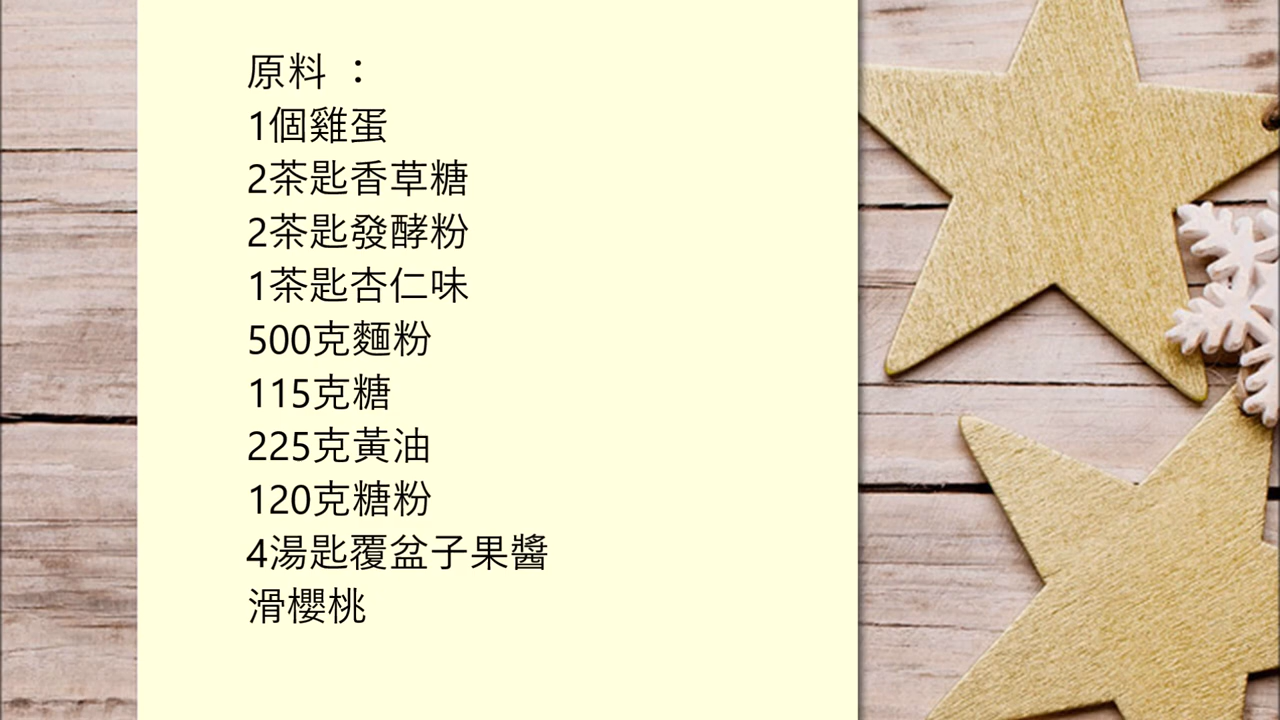 原料 ：
1個雞蛋
2茶匙香草糖
2茶匙發酵粉
1茶匙杏仁味
500克麵粉
115克糖
225克黃油
120克糖粉
4湯匙覆盆子果醬
滑櫻桃